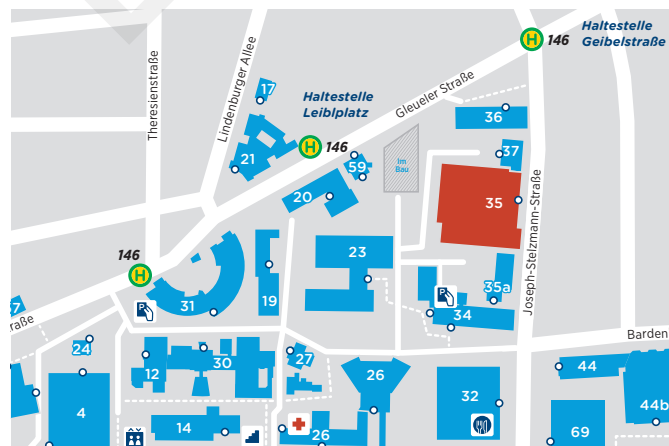 Haltestelle
Geibelstraße
146
Theresienstraße
Lindenburger Allee
Gleueler Straße
17
Haltestelle
Leiblplatz
146
36
37
21
59
Im
Bau
20
35
Joseph-Stelzmann-Straße
146
H
H
H
23
19
31
P
P
35a
34
raße
24
12
30
27
26
44
Barden
4
14
26
32
69
44b